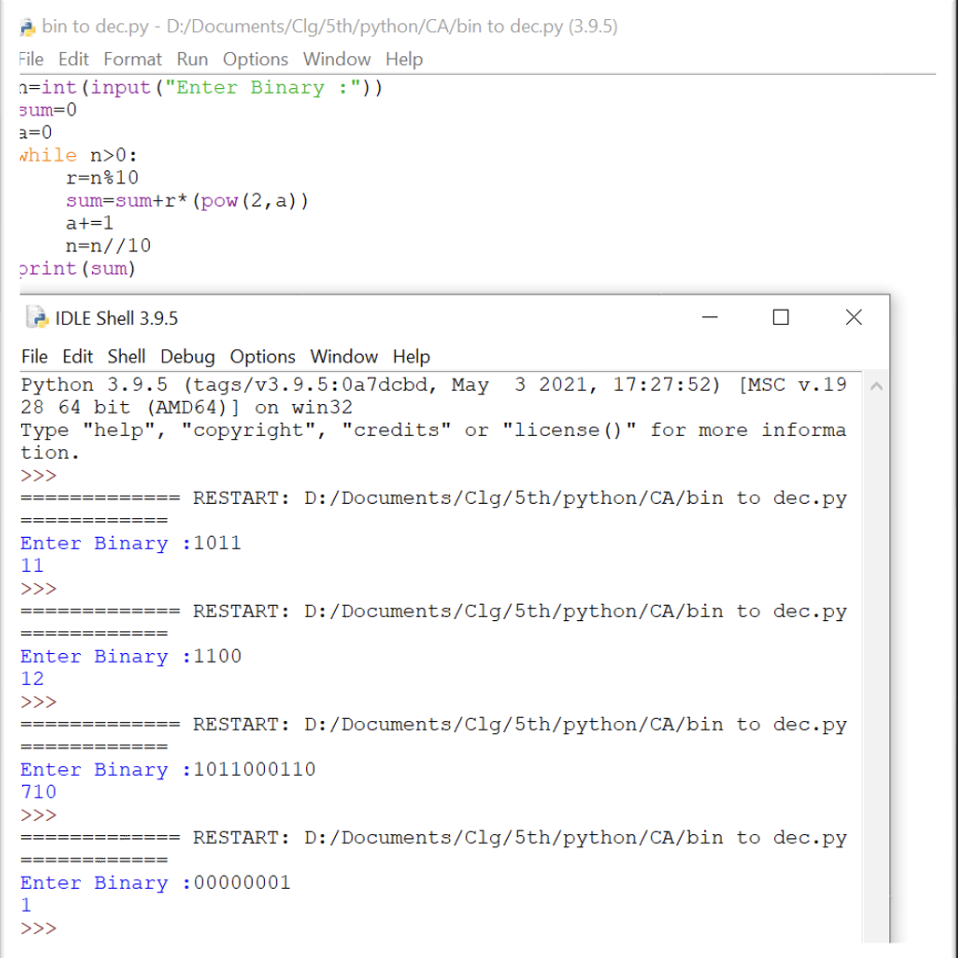 bin to dec.py - D:/Documents/Clg/5th/python/CA/bin to dec.py (3.9.5)
File Edit Format Run Options Window Help
n=int(input("Enter Binary :"))
sum=0
a=0
while n>0:
    r=n%10
    sum=sum+r*(pow(2,a))
    a+=1
    n=n//10
print(sum)
IDLE Shell 3.9.5
File Edit Shell Debug Options Window Help
Python 3.9.5 (tags/v3.9.5:0a7dcbd, May  3 2021, 17:27:52) [MSC v.19
28 64 bit (AMD64)] on win32
Type "help", "copyright", "credits" or "license()" for more informa
tion.
>>>
============= RESTART: D:/Documents/Clg/5th/python/CA/bin to dec.py
============
Enter Binary :1011
11
>>>
============= RESTART: D:/Documents/Clg/5th/python/CA/bin to dec.py
============
Enter Binary :1100
12
>>>
============= RESTART: D:/Documents/Clg/5th/python/CA/bin to dec.py
============
Enter Binary :1011000110
710
>>>
============= RESTART: D:/Documents/Clg/5th/python/CA/bin to dec.py
============
Enter Binary :00000001
1
>>>